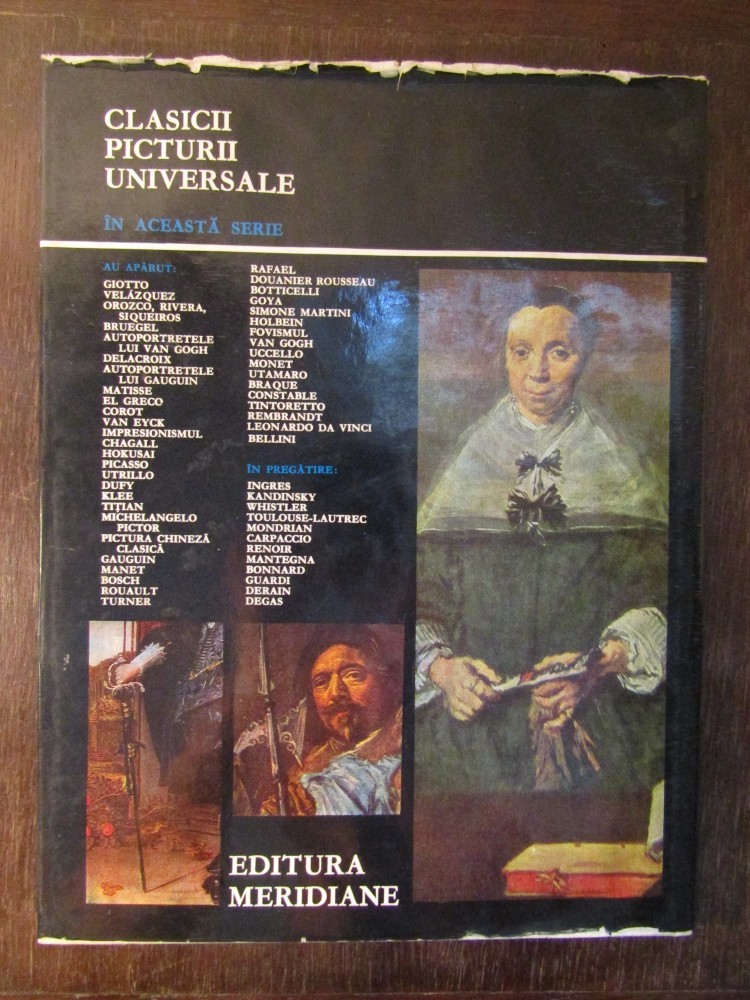 CLASICII
PICTURII
UNIVERSALE
ÎN ACEASTĂ SERIE
AU APĂRUT:
GIOTTO
VELÁZQUEZ
OROZCO, RIVERA,
SIQUEIROS
BRUEGEL
AUTOPORTRETELE
LUI VAN GOGH
DELACROIX
AUTOPORTRETELE
LUI GAUGUIN
MATISSE
EL GRECO
COROT
VAN EYCK
IMPRESIONISMUL
CHAGALL
HOKUSAI
PICASSO
UTRILLO
DUFY
KLEE
TIȚIAN
MICHELANGELO
PICTOR
PICTURA CHINEZĂ
CLASICĂ
GAUGUIN
MANET
BOSCH
ROUAULT
TURNER
RAFAEL
DOUANIER ROUSSEAU
BOTTICELLI
GOYA
SIMONE MARTINI
HOLBEIN
FOVISMUL
VAN GOGH
UCCELLO
MONET
UTAMARO
BRAQUE
CONSTABLE
TINTORETTO
REMBRANDT
LEONARDO DA VINCI
BELLINI
ÎN PREGĂTIRE:
INGRES
KANDINSKY
WHISTLER
TOULOUSE-LAUTREC
MONDRIAN
CARPACCIO
RENOIR
MANTEGNA
BONNARD
GUARDI
DERAIN
DEGAS
EDITURA
MERIDIANE